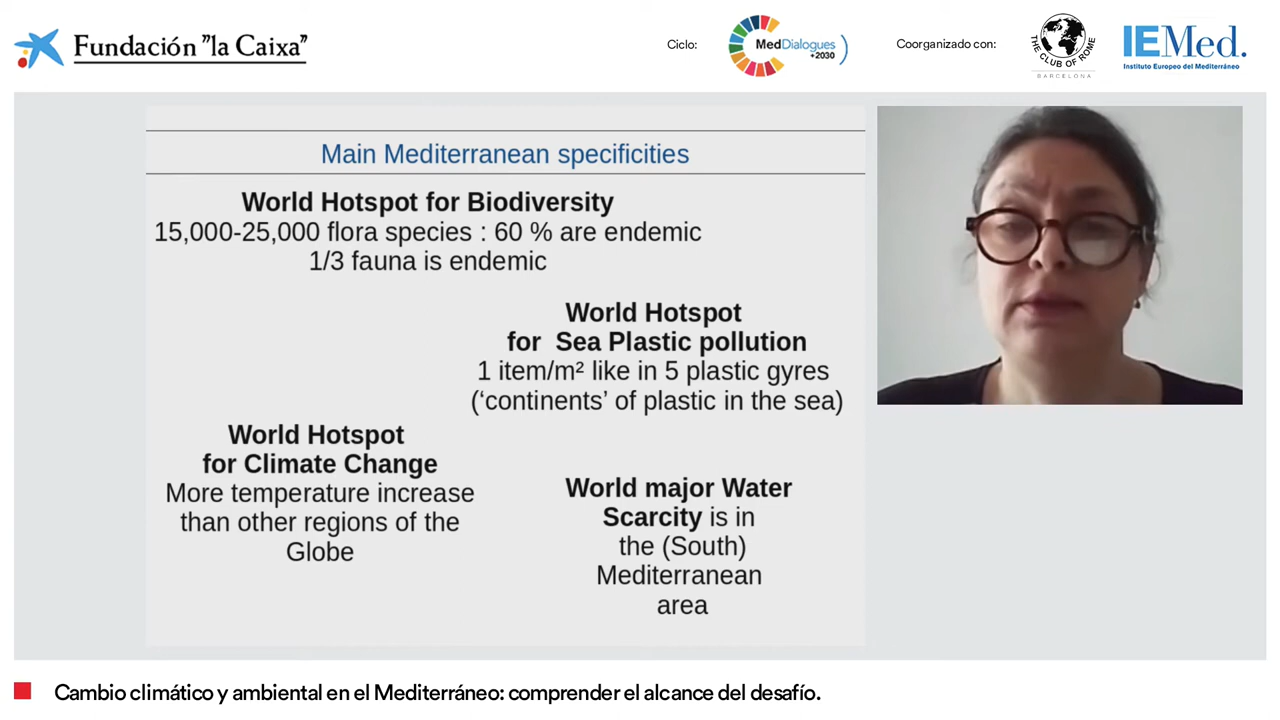 Fundación "la Caixa"
Ciclo:
MedDialogues
+2030
Coorganizado con:
THE CLUB OF ROME
BARCELONA
IEMed.
Instituto Europeo del Mediterráneo
Main Mediterranean specificities
World Hotspot for Biodiversity
15,000-25,000 flora species : 60 % are endemic
1/3 fauna is endemic
World Hotspot
for Sea Plastic pollution
1 item/m² like in 5 plastic gyres
(‘continents’ of plastic in the sea)
World Hotspot
for Climate Change
More temperature increase
than other regions of the
Globe
World major Water
Scarcity is in
the (South)
Mediterranean
area
Cambio climático y ambiental en el Mediterráneo: comprender el alcance del desafío.